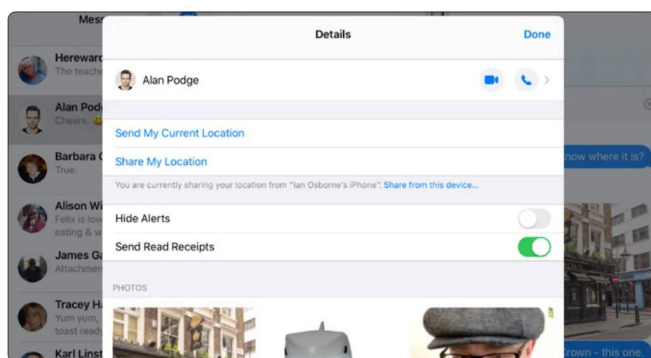 Mess
Details
Done
Hereward
The teache
Alan Podge
Alan Pod
Cheers. 😀
Send My Current Location
Share My Location
now where it is?
Barbara C
True.
You are currently sharing your location from "Ian Osborne's iPhone". Share from this device...
Alison Wi
Felix is lov
eating & w
Hide Alerts
Send Read Receipts
James Ga
Attachmen
PHOTOS
Tracey H
Yum yum,
toast ready
Karl Linst
rown - this one.